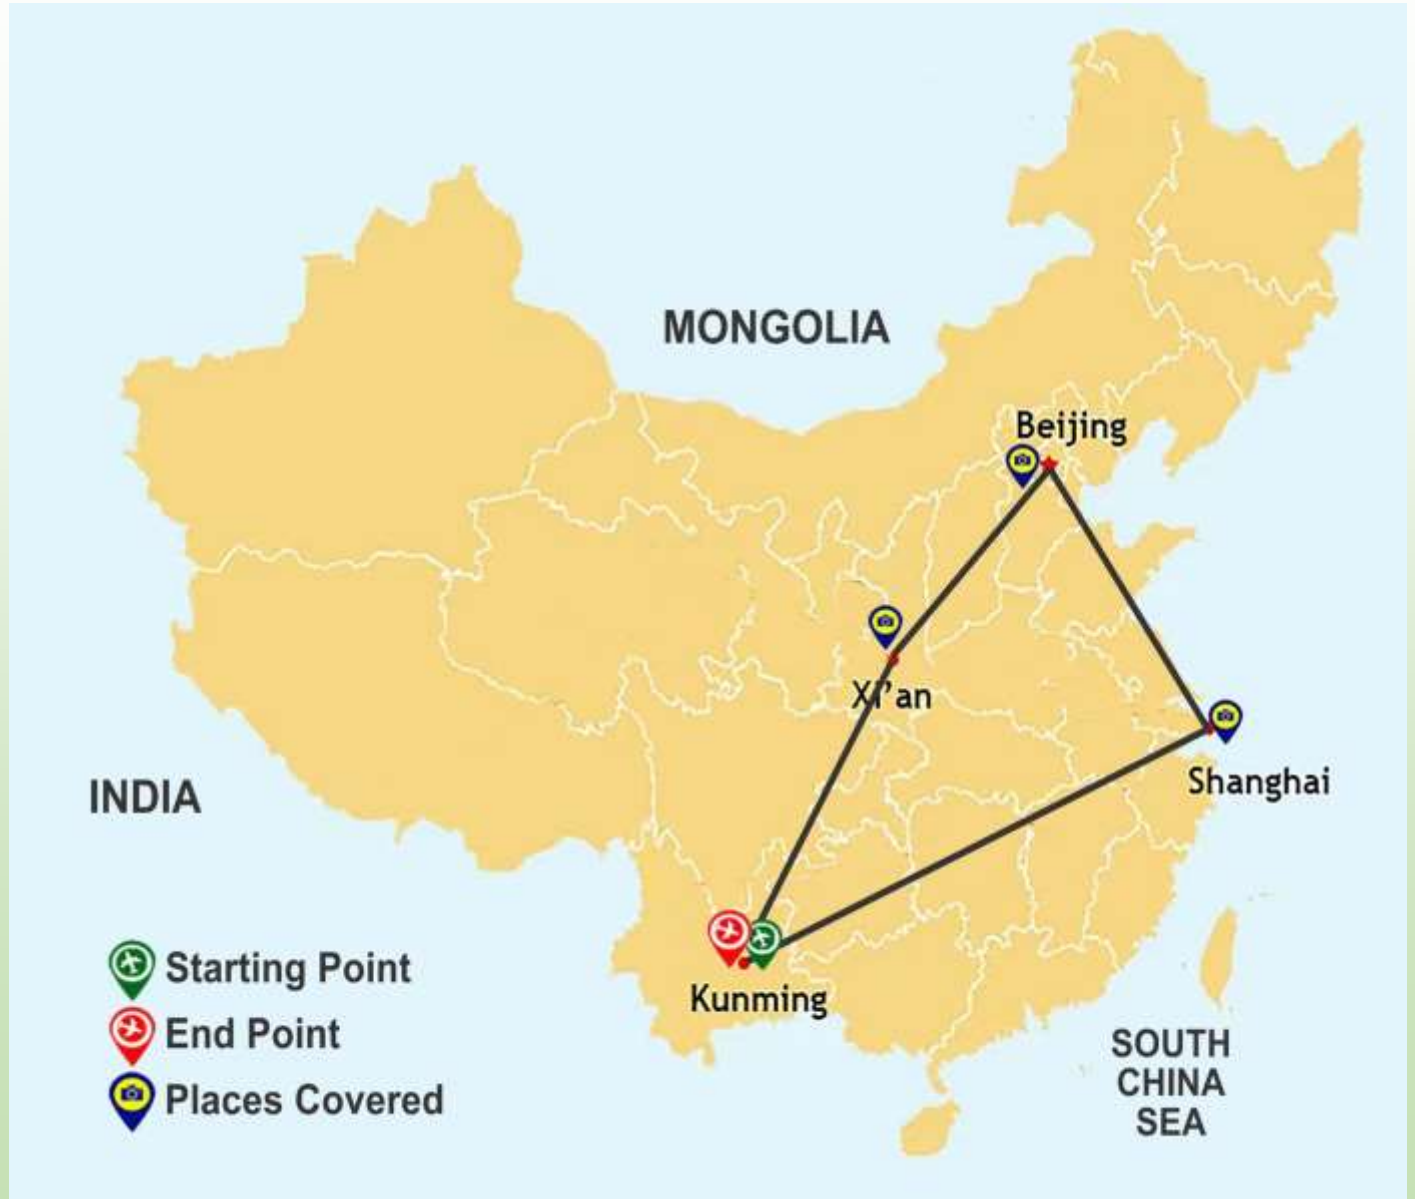 MONGOLIA
Beijing
Xi’an
Shanghai
INDIA
Kunming
Starting Point
End Point
Places Covered
SOUTH
CHINA
SEA